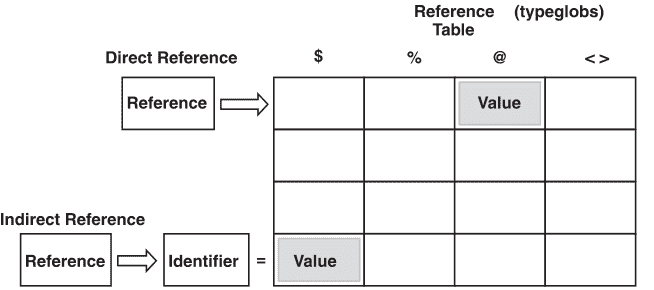 Reference (typeglobs)
Table
Direct Reference $ % @ <>
Reference Value
Indirect Reference
Reference Identifier = Value